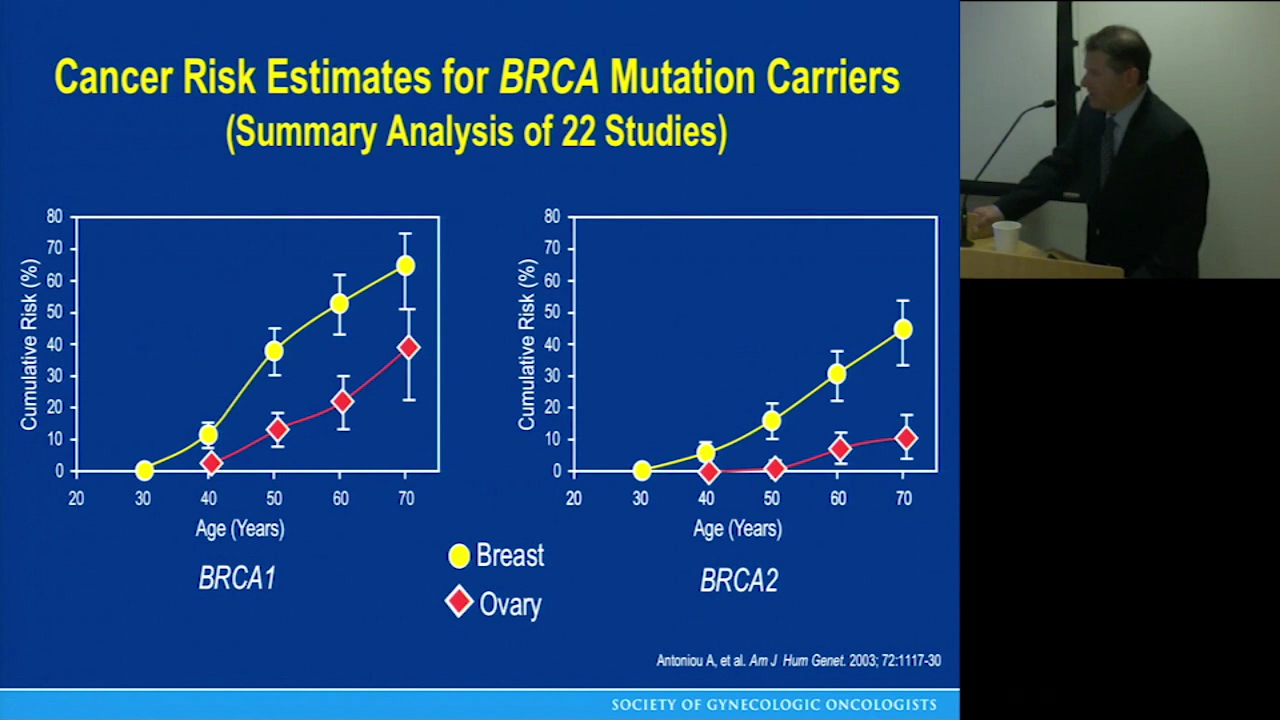 Cancer Risk Estimates for BRCA Mutation Carriers
(Summary Analysis of 22 Studies)
Cumulative Risk (%)
80
70
60
50
40
30
20
10
0
20 30 40 50 60 70
Age (Years)
BRCA1
Cumulative Risk (%)
80
70
60
50
40
30
20
10
0
20 30 40 50 60 70
Age (Years)
BRCA2
Breast
Ovary
Antoniou A, et al. Am J Hum Genet. 2003; 72:1117-30
SOCIETY OF GYNECOLOGIC ONCOLOGISTS